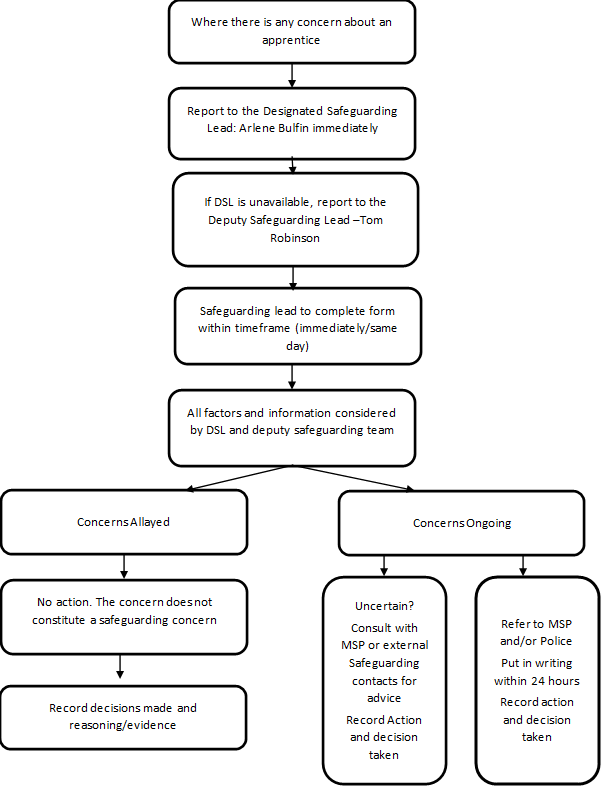 Where there is any concern about an
apprentice
Report to the Designated Safeguarding
Lead: Arlene Bulfin immediately
If DSL is unavailable, report to the
Deputy Safeguarding Lead –Tom
Robinson
Safeguarding lead to complete form
within timeframe (immediately/same
day)
All factors and information considered
by DSL and deputy safeguarding team
Concerns Allayed
Concerns Ongoing
No action. The concern does not
constitute a safeguarding concern
Record decisions made and
reasoning/evidence
Uncertain?
Consult with
MSP or external
Safeguarding
contacts for
advice
Record Action
and decision
taken
Refer to MSP
and/or Police
Put in writing
within 24 hours
Record action
and decision
taken